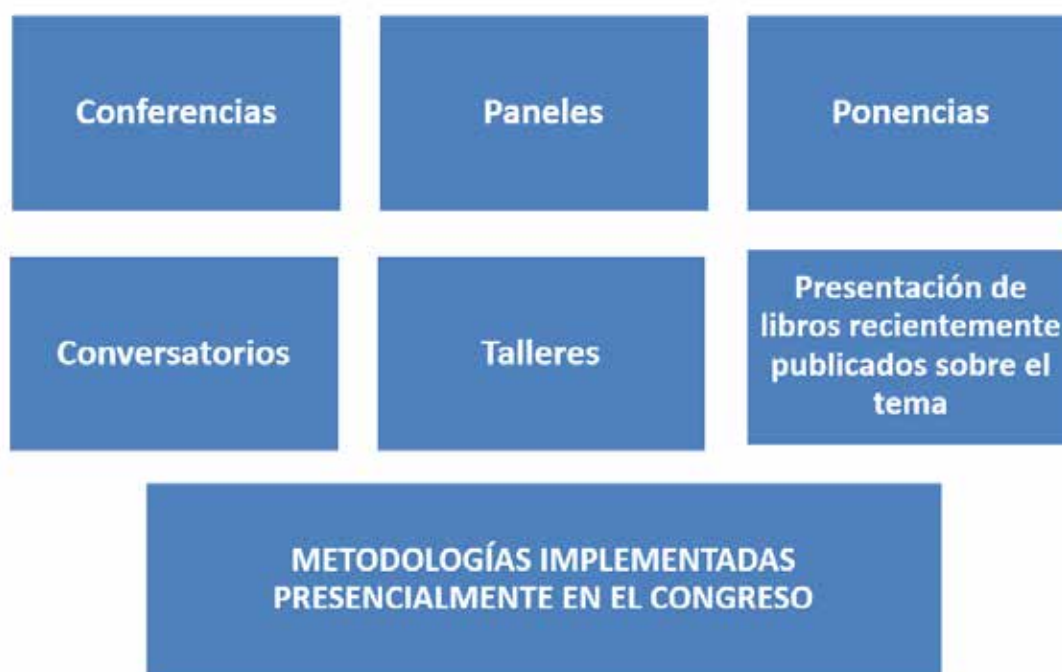 Conferencias
Paneles
Ponencias
Conversatorios
Talleres
Presentación de
libros recientemente
publicados sobre el
tema
METODOLOGÍAS IMPLEMENTADAS
PRESENCIALMENTE EN EL CONGRESO